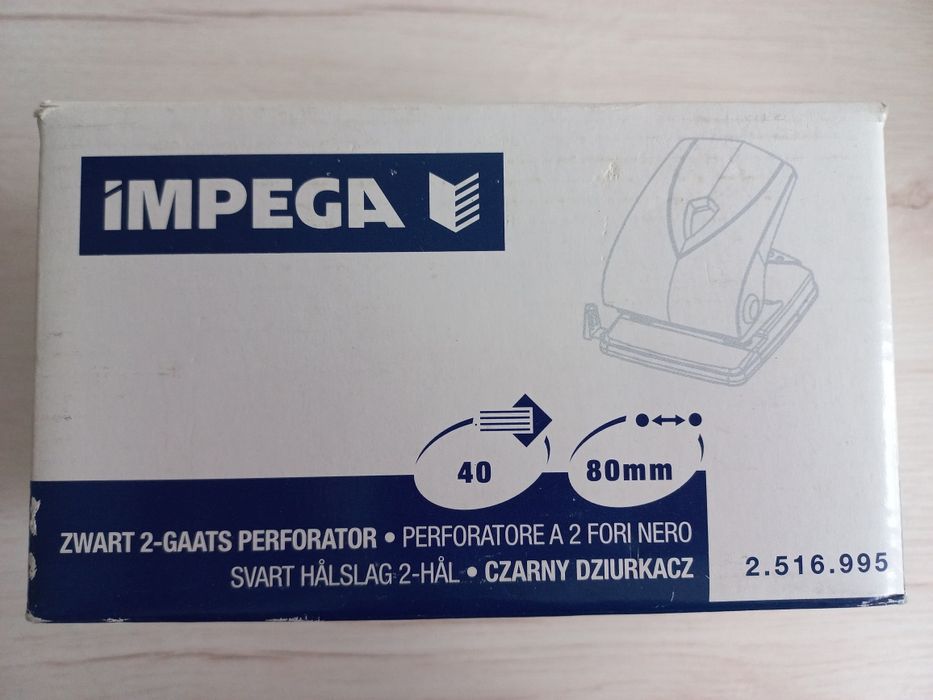 iMPEGA
40
80mm
ZWART 2-GAATS PERFORATOR • PERFORATORE A 2 FORI NERO
SVART HÅLSLAG 2-HÅL • CZARNY DZIURKACZ
2.516.995